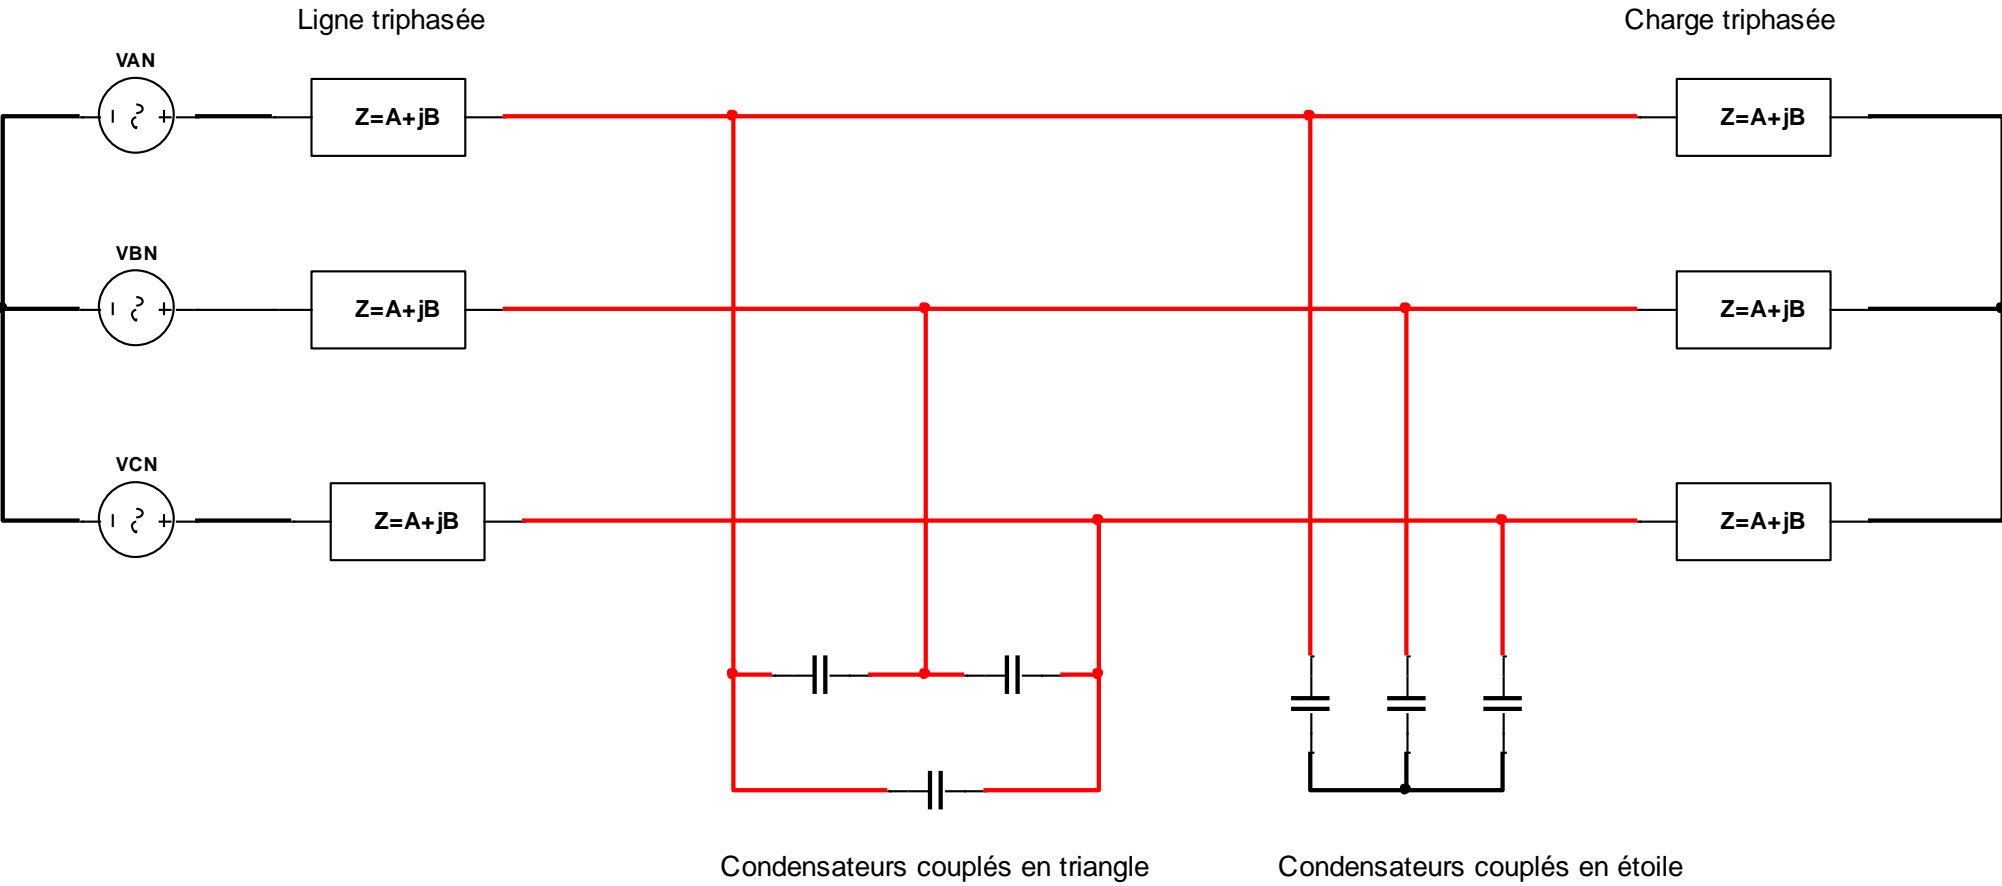 Ligne triphasée
Charge triphasée
VAN
Z=A+jB
Z=A+jB
VBN
Z=A+jB
Z=A+jB
VCN
Z=A+jB
Z=A+jB
Condensateurs couplés en triangle
Condensateurs couplés en étoile